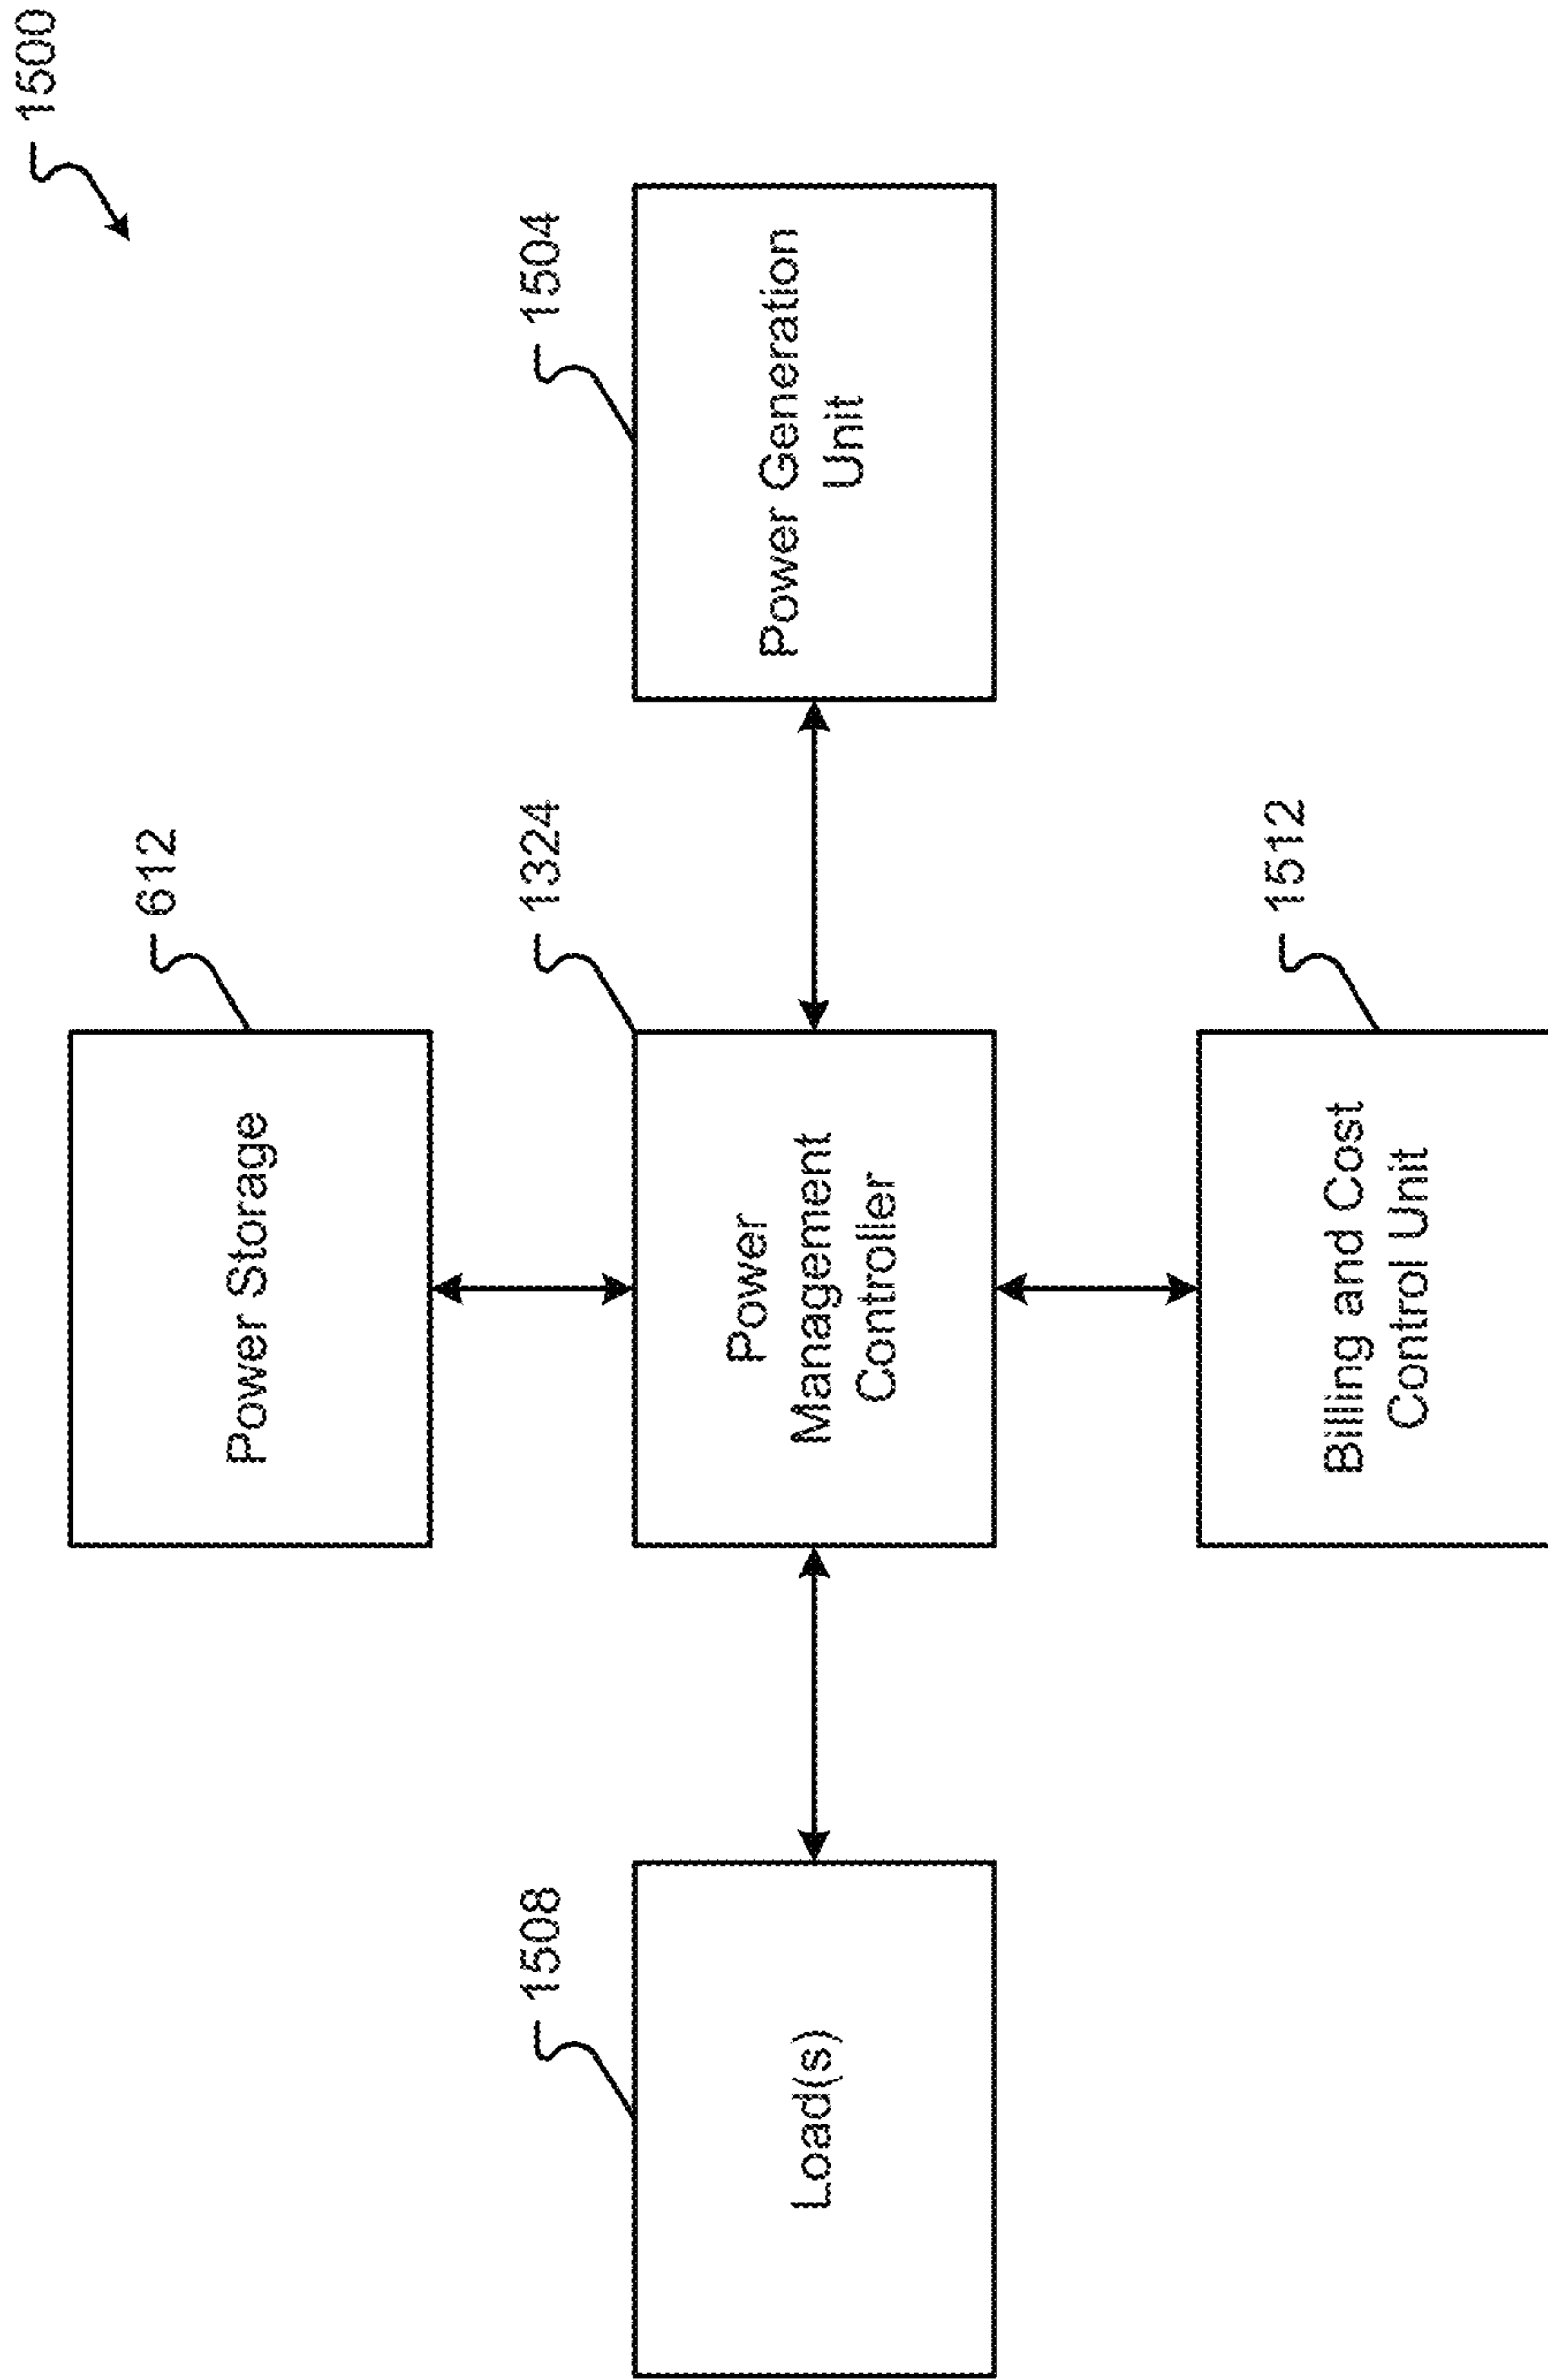 1500
612
Power Storage
1508
Load(s)
1324
Power
Management
Controller
1504
Power Generation
Unit
1512
Billing and Cost
Control Unit